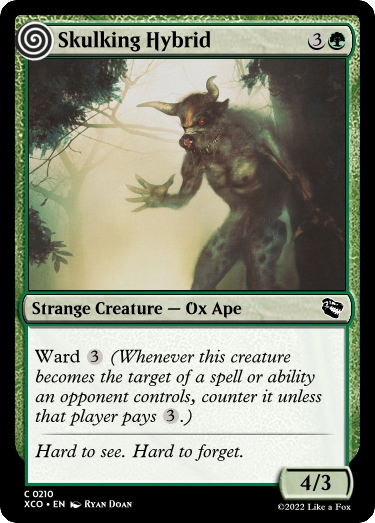 Skulking Hybrid 3
Strange Creature — Ox Ape
Ward 3 (Whenever this creature
becomes the target of a spell or ability
an opponent controls, counter it unless
that player pays 3.)
Hard to see. Hard to forget.
4/3
C 0210
XCO • EN Ryan Doan
©2022 Like a Fox